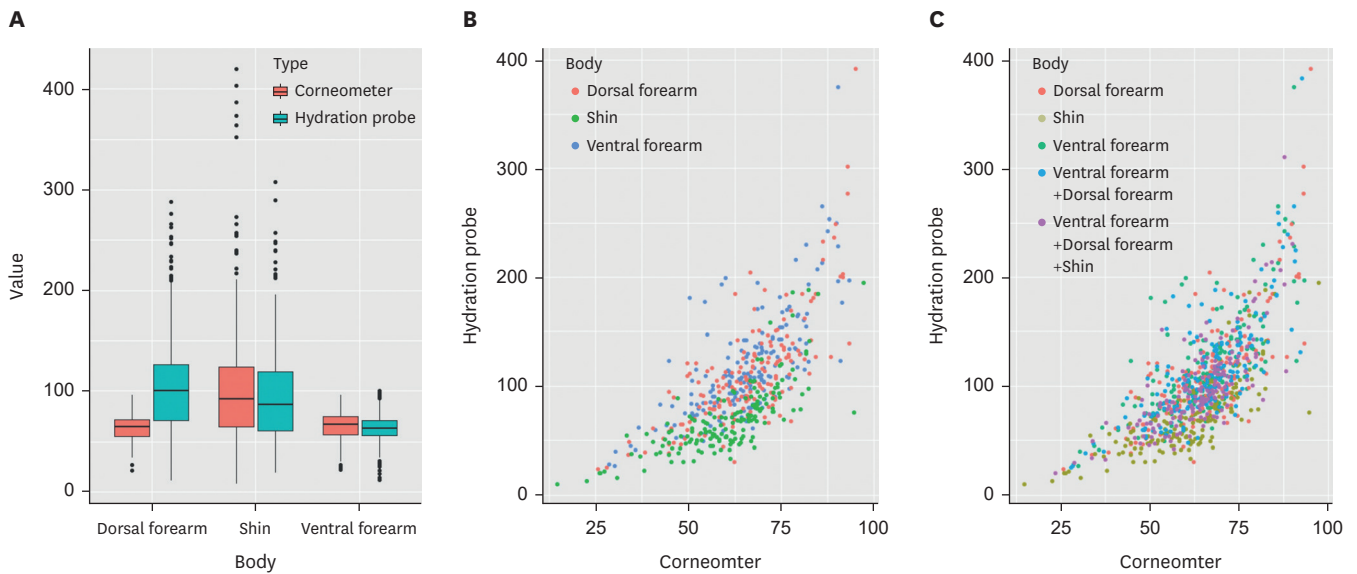 A
Value
400
300
200
100
0
Type
Corneometer
Hydration probe
Dorsal forearm
Shin
Ventral forearm
Body
B
Hydration probe
400
300
200
100
0
Body
Dorsal forearm
Shin
Ventral forearm
25
50
75
100
Corneomter
C
Hydration probe
400
300
200
100
0
Body
Dorsal forearm
Shin
Ventral forearm
Ventral forearm
+Dorsal forearm
Ventral forearm
+Dorsal forearm
+Shin
25
50
75
100
Corneomter